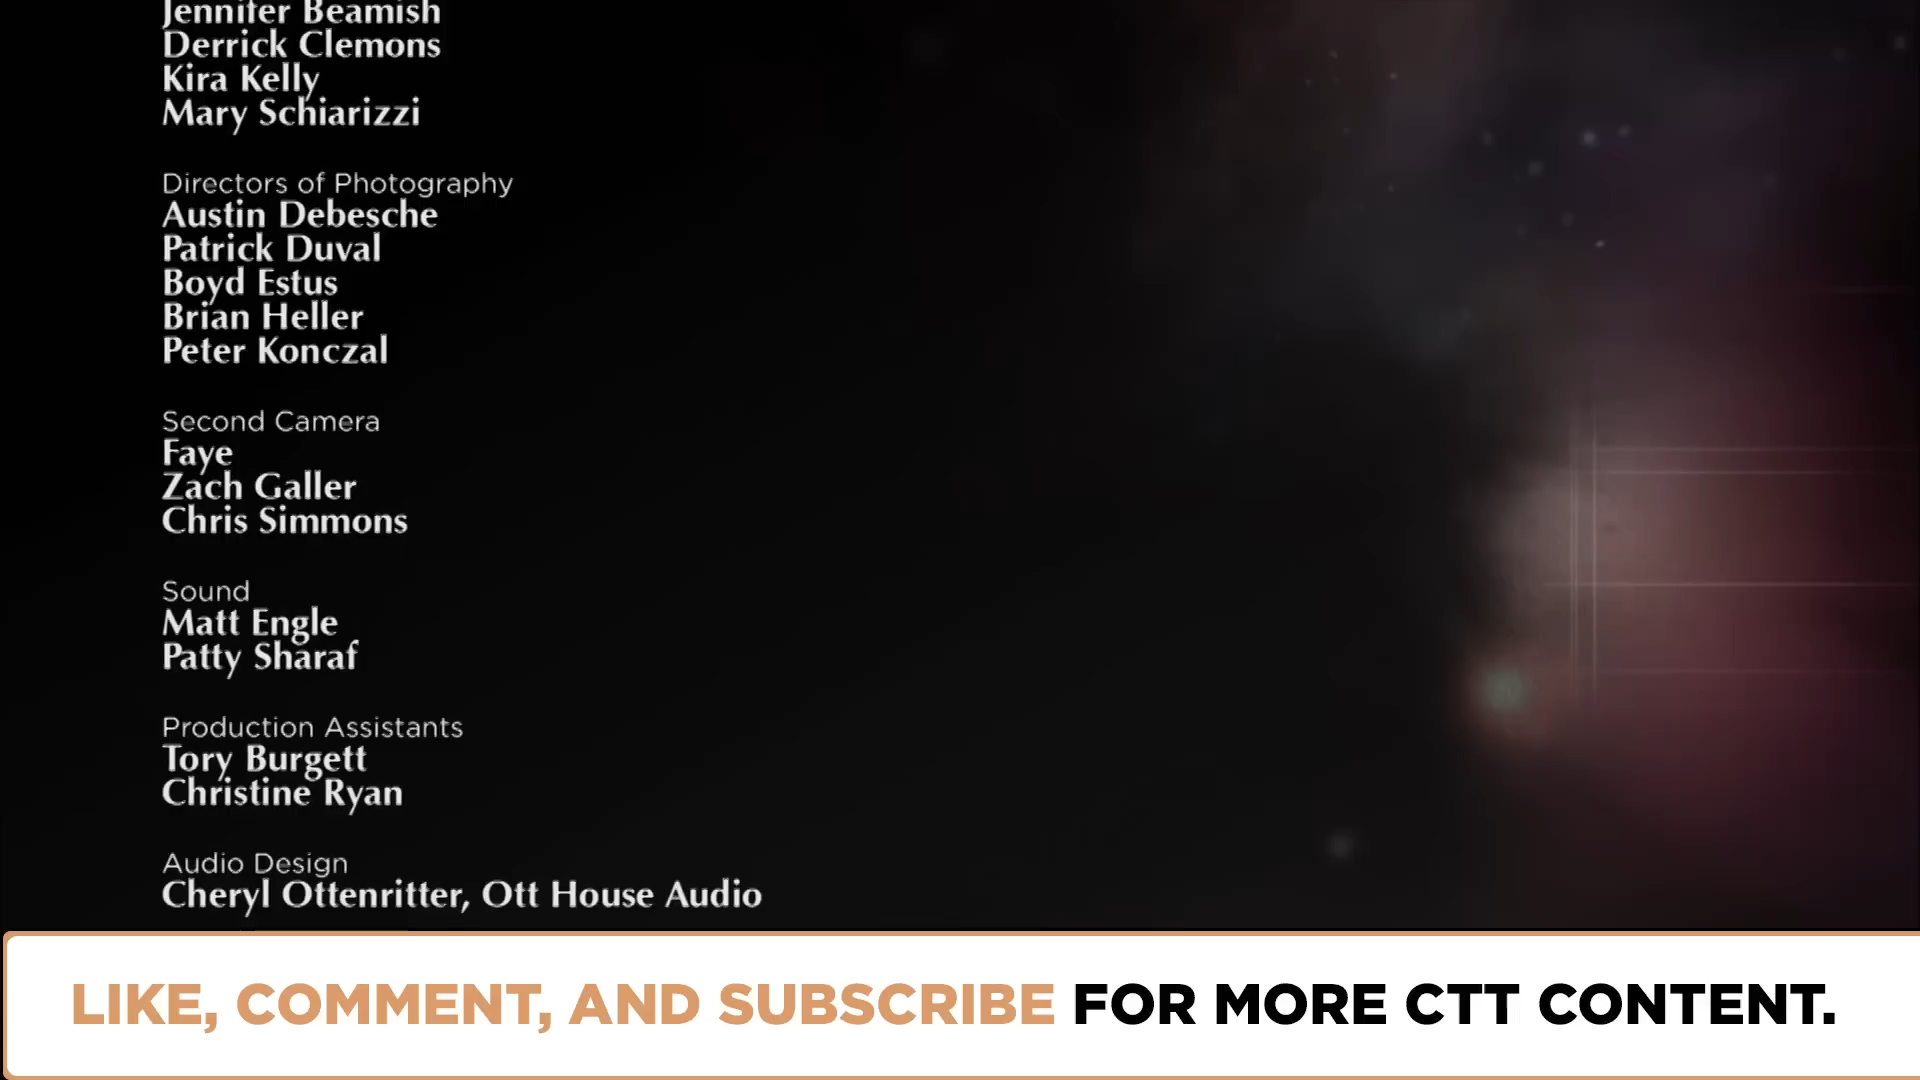 Jennifer Beamish
Derrick Clemons
Kira Kelly
Mary Schiarizzi
Directors of Photography
Austin Debesche
Patrick Duval
Boyd Estus
Brian Heller
Peter Konczal
Second Camera
Faye
Zach Galler
Chris Simmons
Sound
Matt Engle
Patty Sharaf
Production Assistants
Tory Burgett
Christine Ryan
Audio Design
Cheryl Ottenritter, Ott House Audio
LIKE, COMMENT, AND SUBSCRIBE FOR MORE CTT CONTENT.